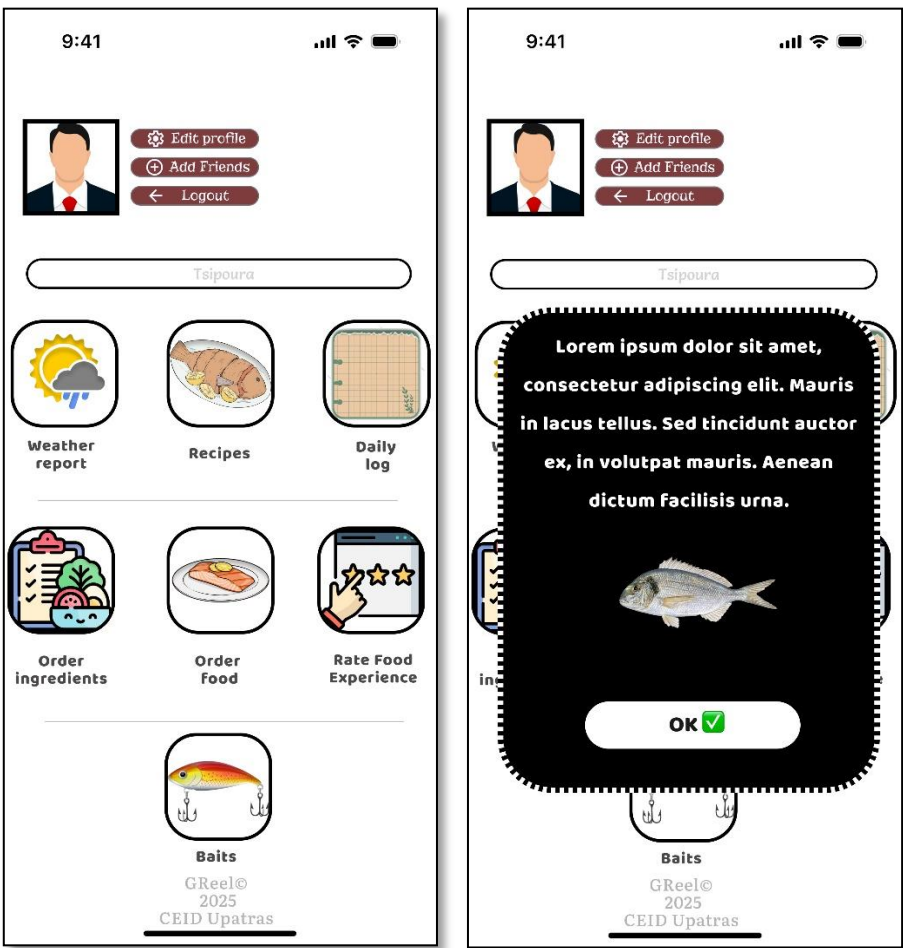 9:41
Edit profile
Add Friends
Logout
Tsipoura
Weather
report
Recipes
Daily
log
Order
ingredients
Order
food
Rate Food
Experience
Baits
GReel©
2025
CEID Upatras
9:41
Edit profile
Add Friends
Logout
Tsipoura
Lorem ipsum dolor sit amet,
consectetur adipiscing elit. Mauris
in lacus tellus. Sed tincidunt auctor
ex, in volutpat mauris. Aenean
dictum facilisis urna.
OK ✅
Baits
GReel©
2025
CEID Upatras